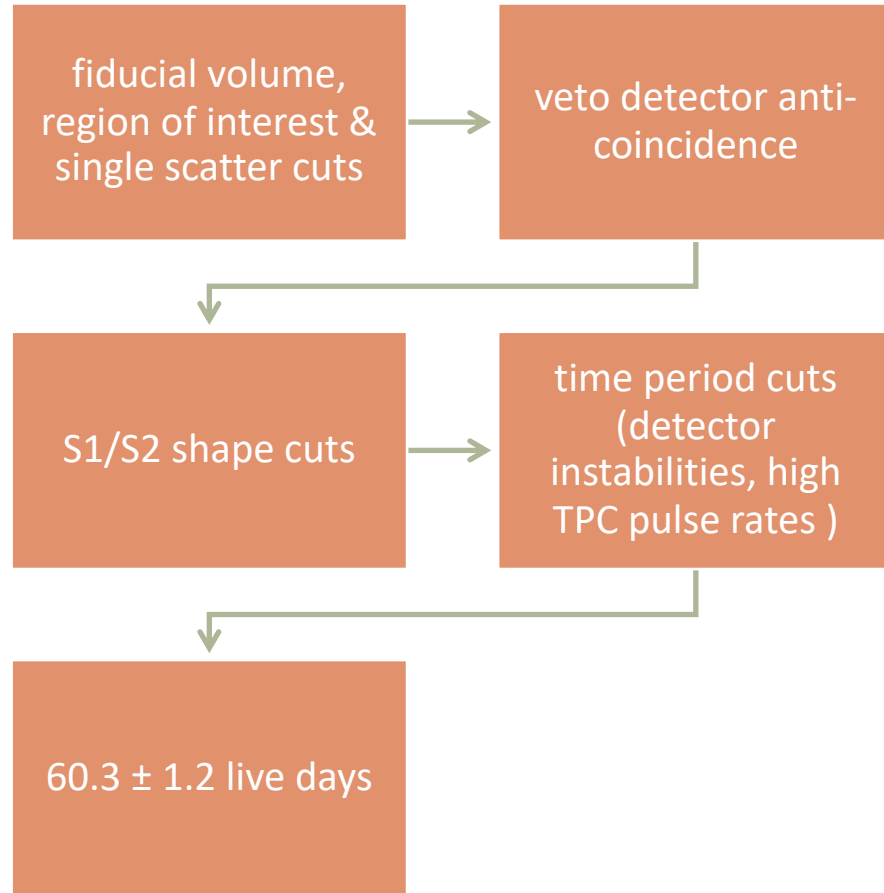 fiducial volume,
region of interest &
single scatter cuts
veto detector anti-
coincidence
S1/S2 shape cuts
time period cuts
(detector
instabilities, high
TPC pulse rates )
60.3 ± 1.2 live days